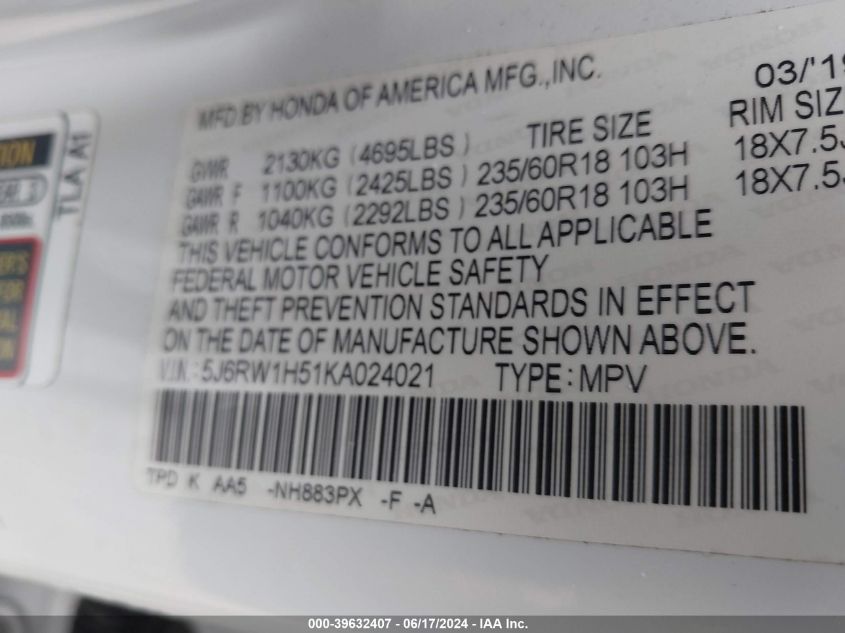 MFD.BY HONDA OF AMERICA MFG.,INC. 03/'19
TIRE SIZE RIM SIZ
GVWR 2130KG (4695LBS)
GAWR F 1100KG (2425LBS) 235/60R18 103H 18X7.5J
GAWR R 1040KG (2292LBS) 235/60R18 103H 18X7.5J
THIS VEHICLE CONFORMS TO ALL APPLICABLE
FEDERAL MOTOR VEHICLE SAFETY
AND THEFT PREVENTION STANDARDS IN EFFECT
ON THE DATE OF MANUFACTURE SHOWN ABOVE.
V.I.N.: 5J6RW1H51KA024021 TYPE: MPV
TPD K AA5 -NH883PX -F -A
TLA A1
000-39632407 - 06/17/2024 - IAA Inc.